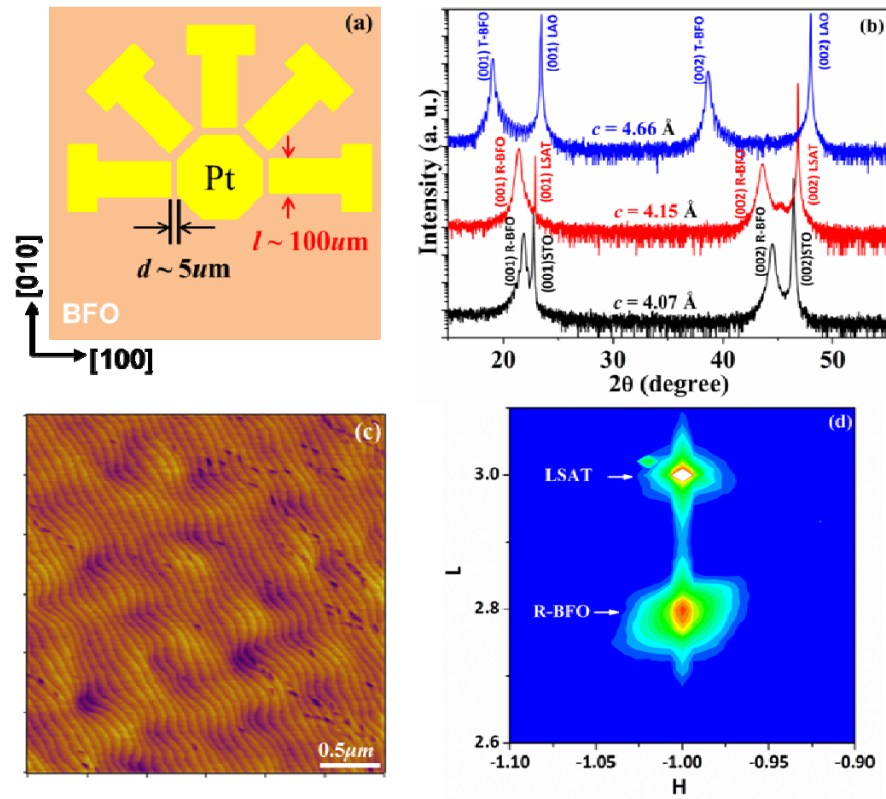 (a)
Pt
l ~ 100um
d ~ 5um
BFO
[010]
[100]
(b)
Intensity (a. u.)
(001) T-BFO
(001) LAO
(002) T-BFO
(002) LAO
c = 4.66 Å
(001) R-BFO
(001) LSAT
(002) R-BFO
(002) LSAT
c = 4.15 Å
(001) R-BFO
(001)STO
(002) R-BFO
(002)STO
c = 4.07 Å
20 30 40 50
2θ (degree)
(c)
0.5µm
(d)
L
3.0
2.8
2.6
LSAT
R-BFO
-1.10 -1.05 -1.00 -0.95 -0.90
H